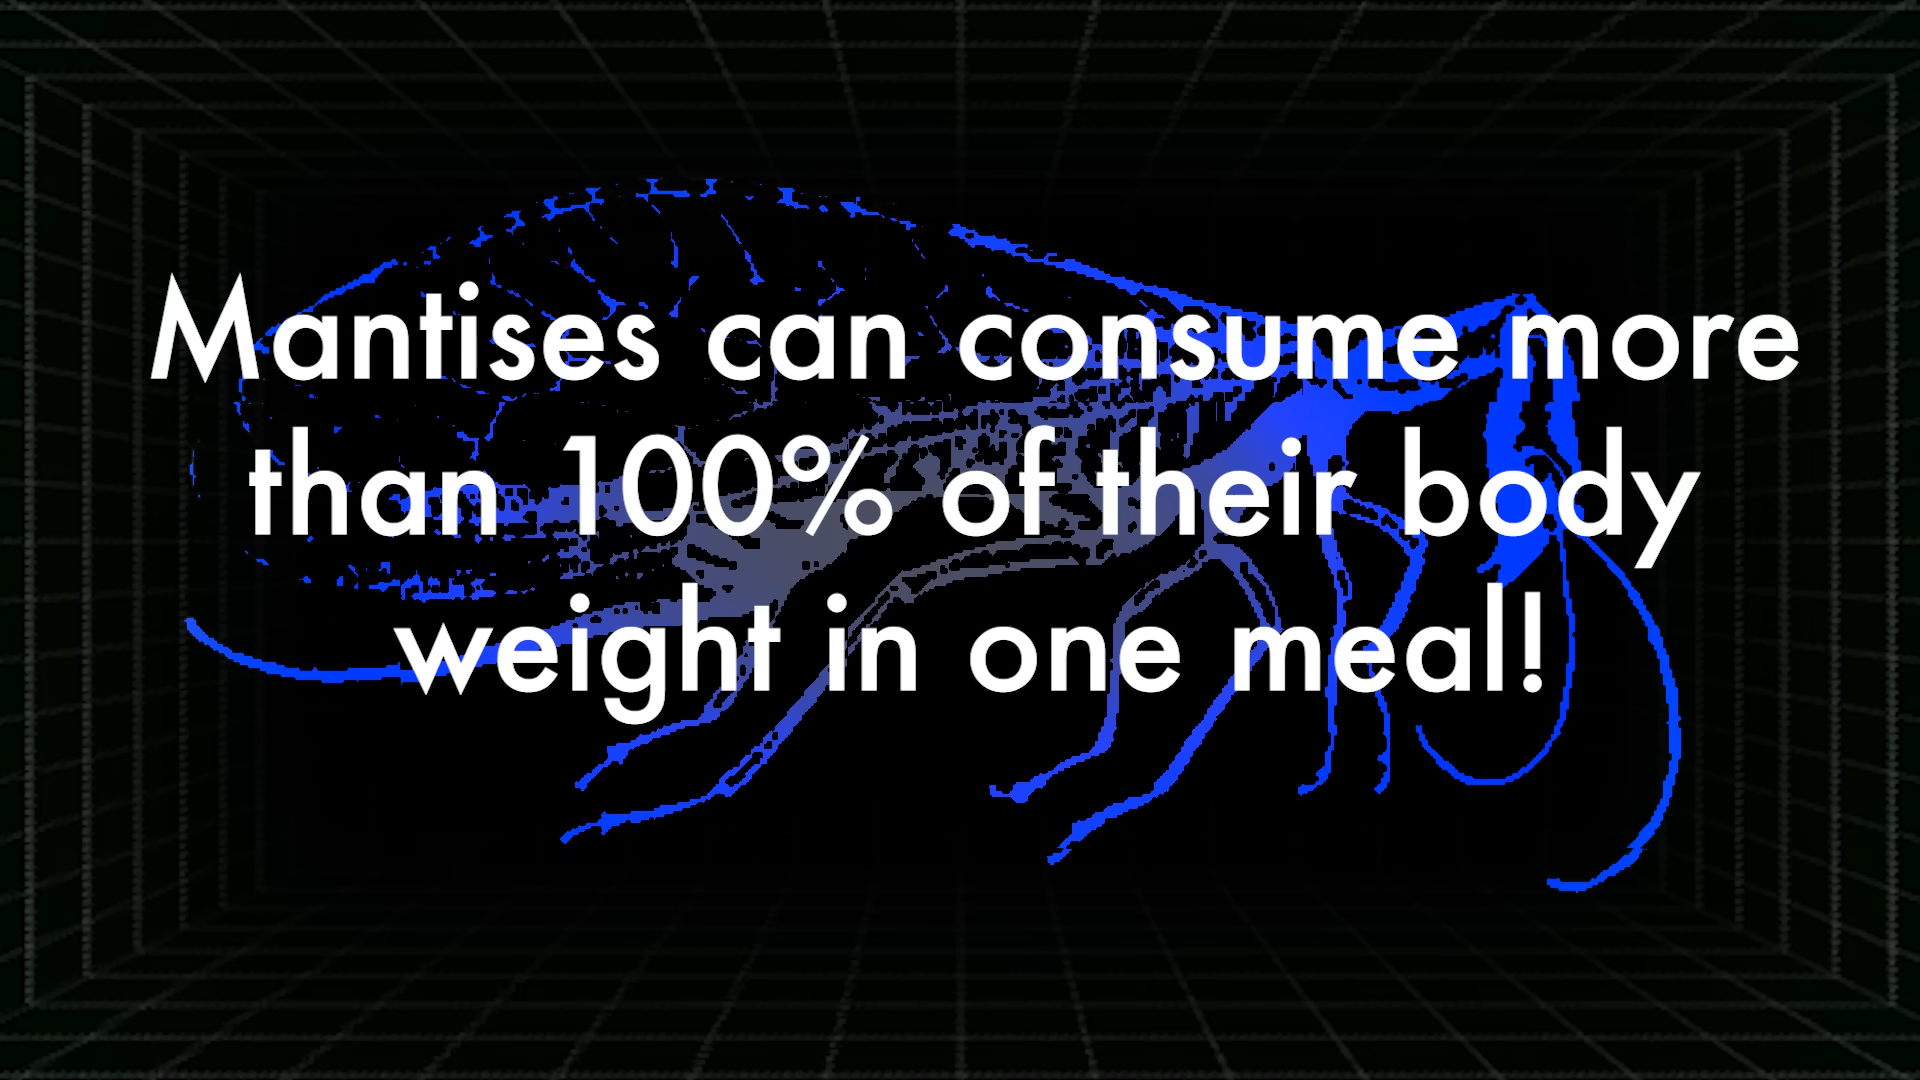 Mantises can consume more
than 100% of their body
weight in one meal!